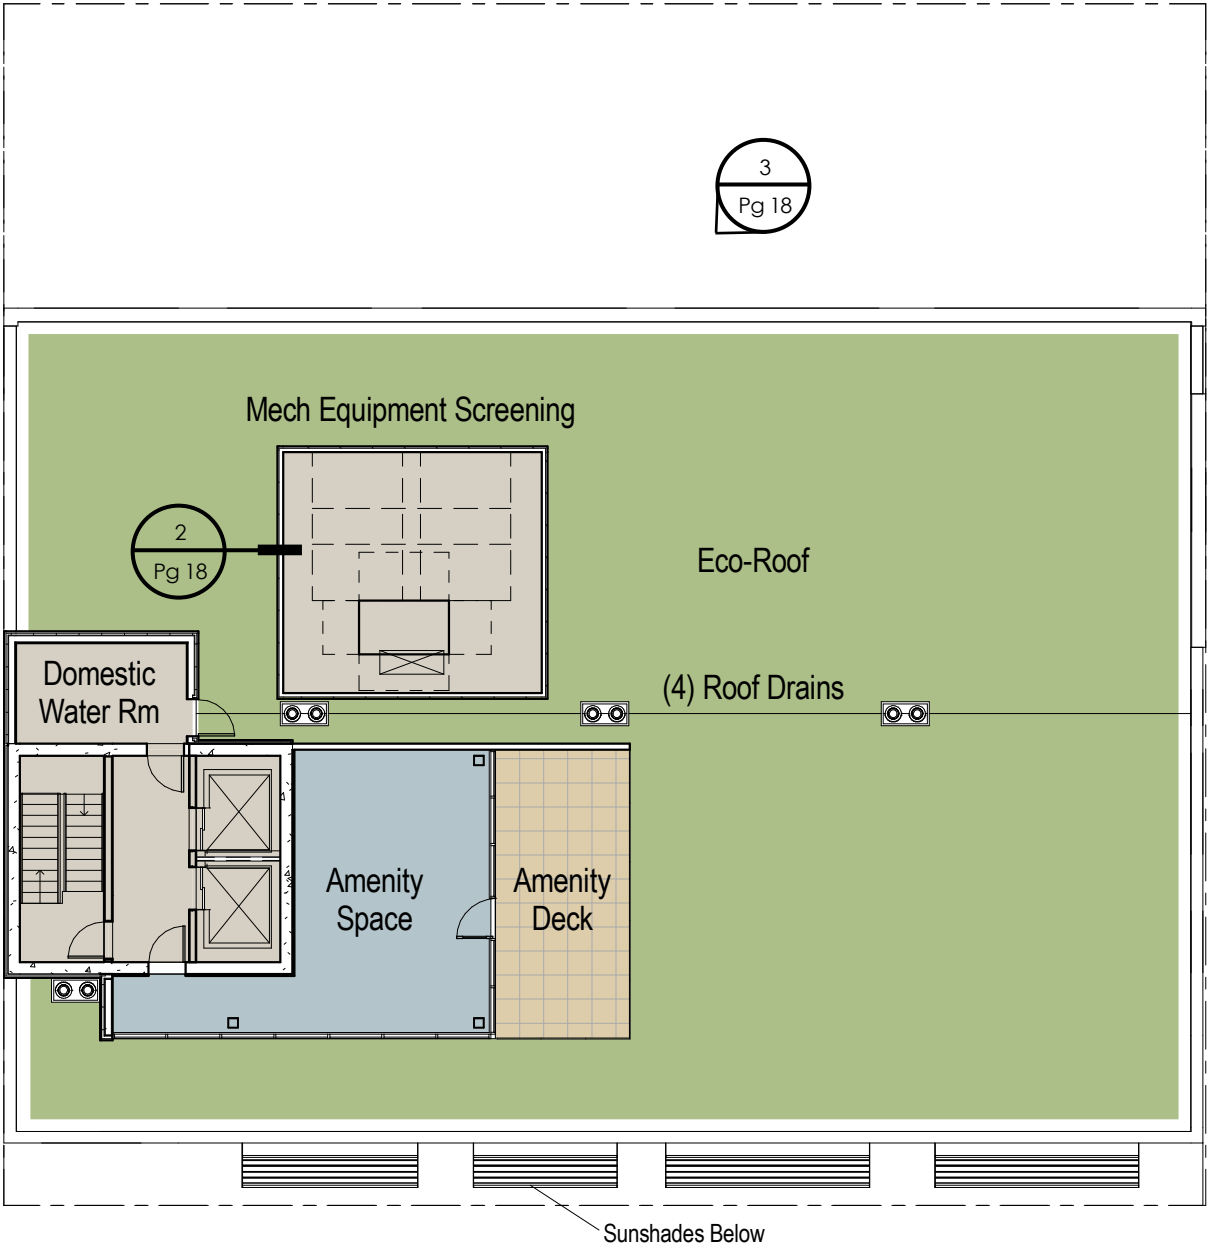 3
Pg 18
Mech Equipment Screening
2
Pg 18
Eco-Roof
Domestic
Water Rm
(4) Roof Drains
Amenity
Space
Amenity
Deck
Sunshades Below